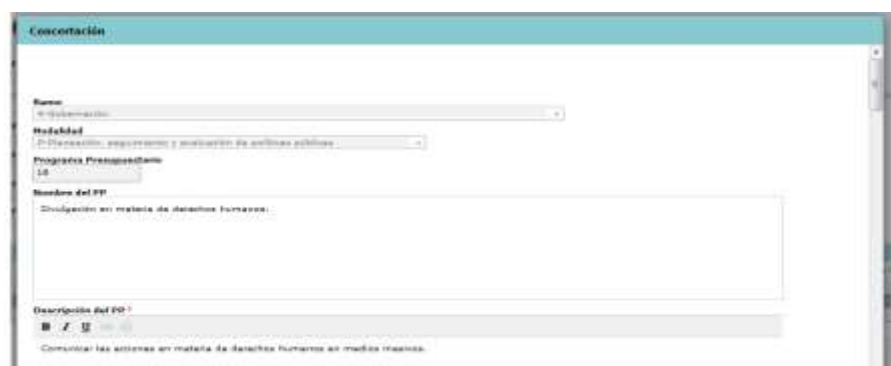 Concertación
Ramo
4-Gobernación
Modalidad
P-Planeación, seguimiento y evaluación de políticas públicas
Programa Presupuestario
18
Nombre del PP
Divulgación en materia de derechos humanos.
Descripción del PP *
B I U
Comunicar las acciones en materia de derechos humanos en medios masivos.